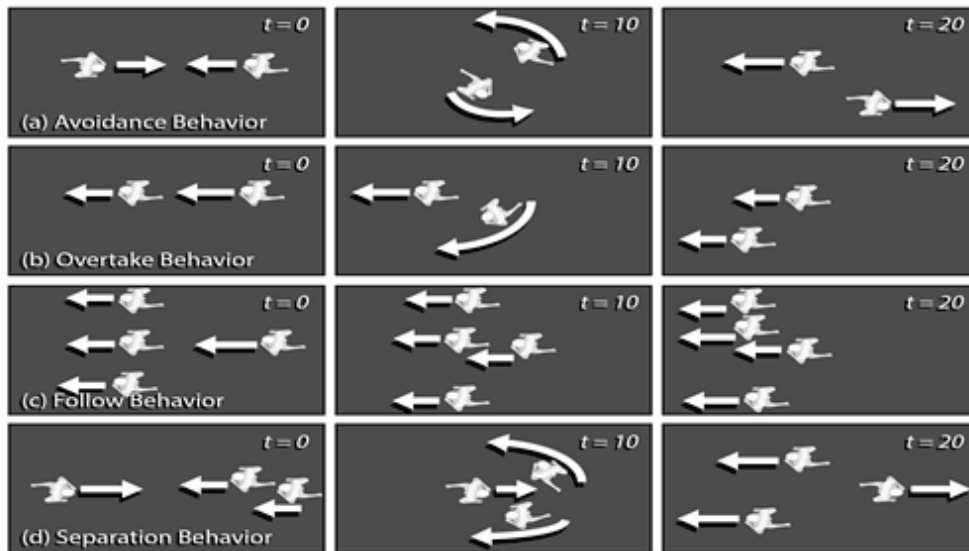 t = 0
t = 10
t = 20
(a) Avoidance Behavior
t = 0
t = 10
t = 20
(b) Overtake Behavior
t = 0
t = 10
t = 20
(c) Follow Behavior
t = 0
t = 10
t = 20
(d) Separation Behavior